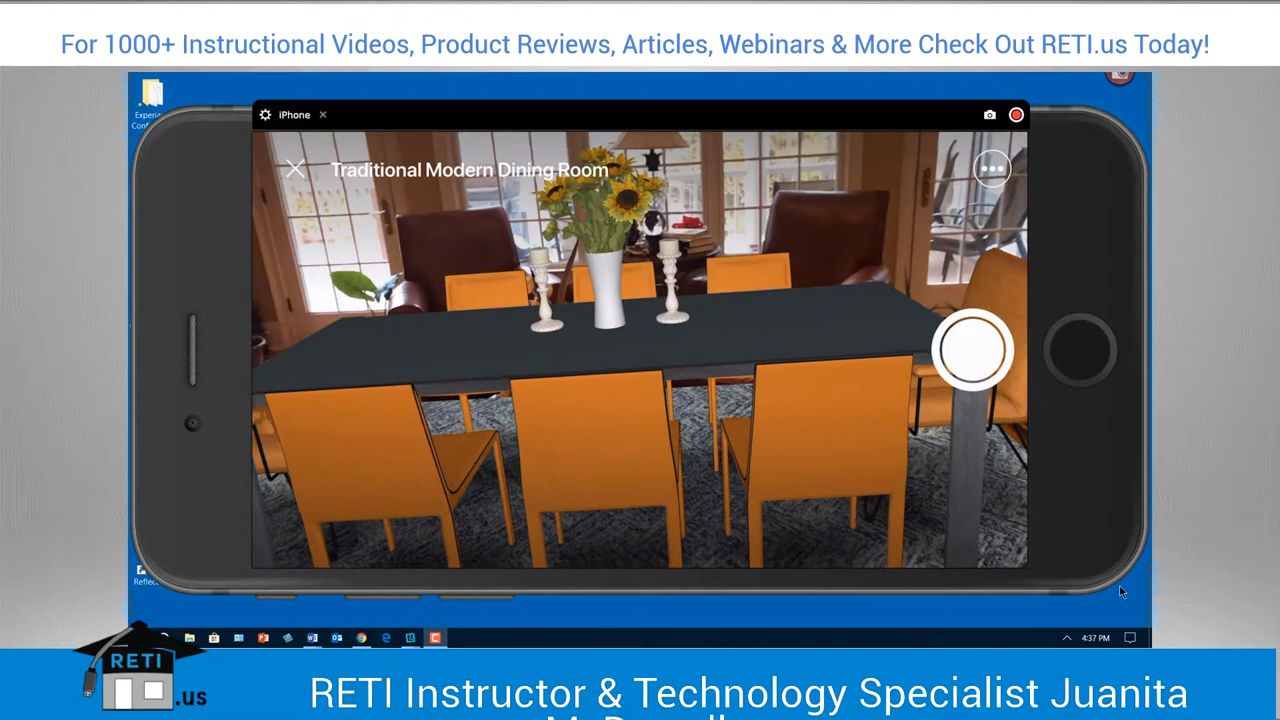 For 1000+ Instructional Videos, Product Reviews, Articles, Webinars & More Check Out RETI.us Today!
iPhone
Traditional Modern Dining Room
4:37 PM
RETI
.us
RETI Instructor & Technology Specialist Juanita